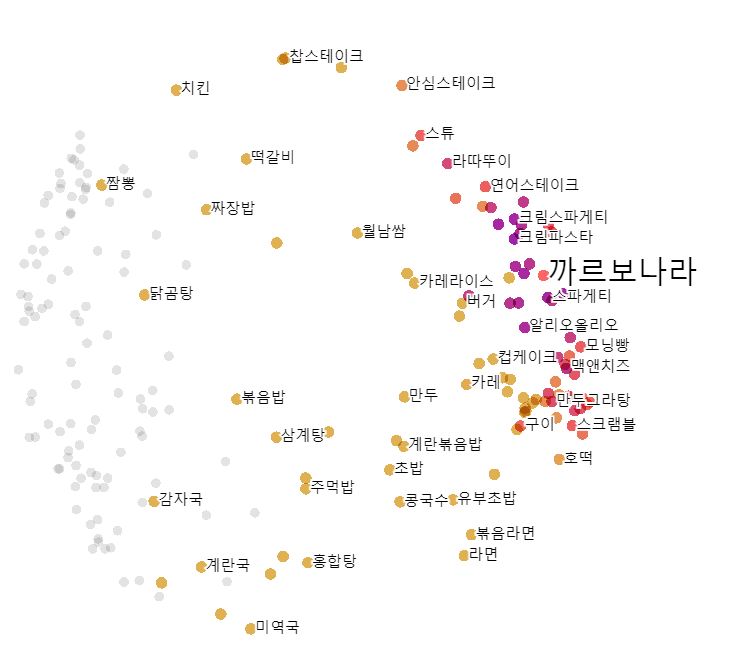 찹스테이크
치킨
안심스테이크
스튜
떡갈비
라따뚜이
짬뽕
연어스테이크
짜장밥
크림스파게티
월남쌈
크림파스타
까르보나라
카레라이스
닭곰탕
버거
스파게티
알리오올리오
모닝빵
컵케이크
맥앤치즈
카레
볶음밥
만두
만두그라탕
구이
스크램블
삼계탕
계란볶음밥
호떡
초밥
주먹밥
감자국
콩국수
유부초밥
볶음라면
라면
홍합탕
계란국
미역국